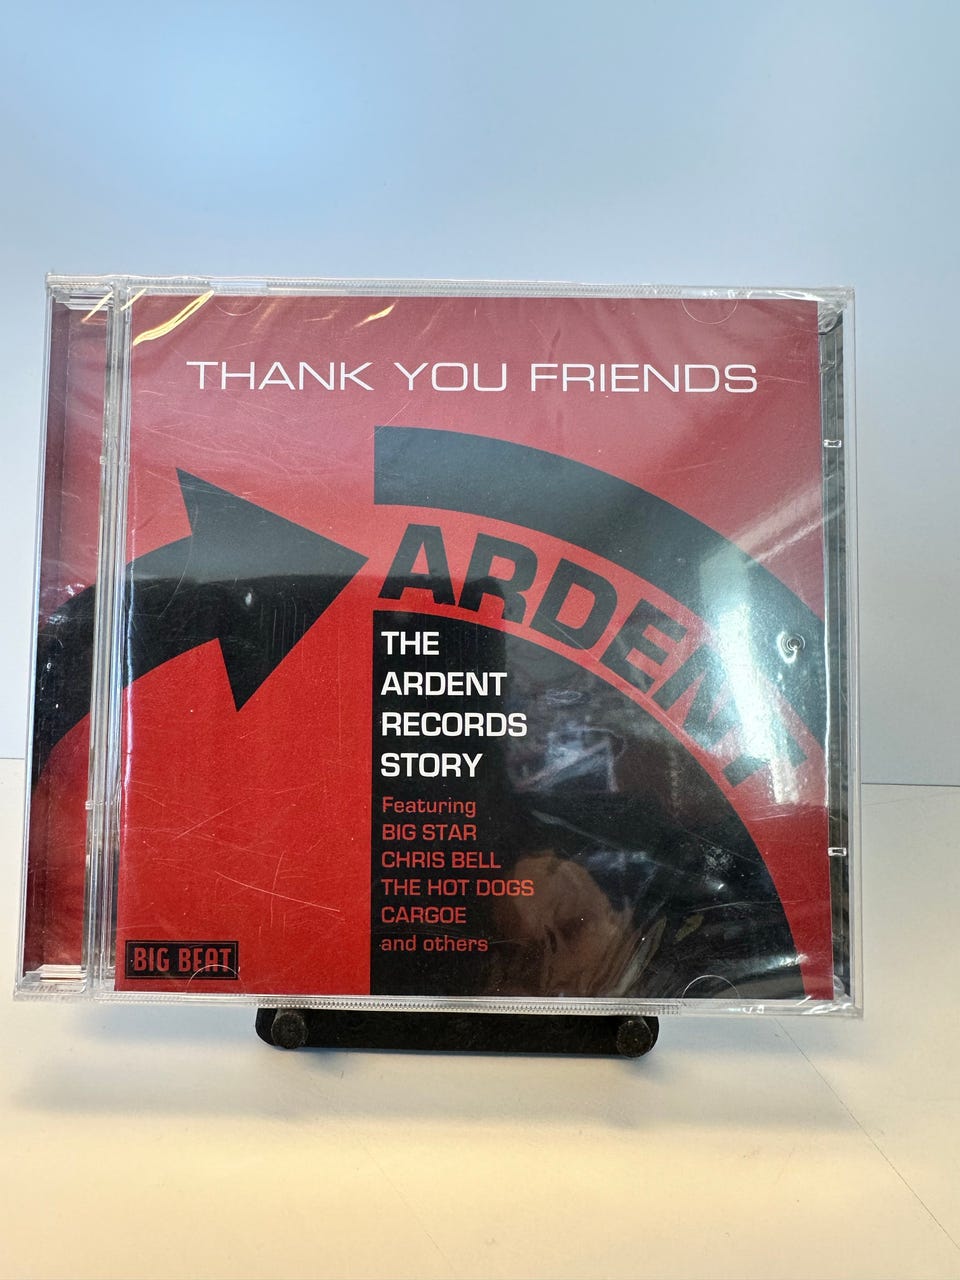 THANK YOU FRIENDS
ARDENT
THE
ARDENT
RECORDS
STORY
Featuring
BIG STAR
CHRIS BELL
THE HOT DOGS
CARGOE
and others
BIG BEAT